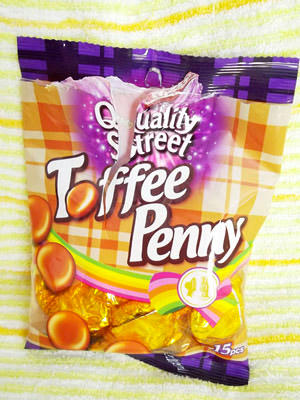 Quality
Street
Toffee
Penny
15pcs